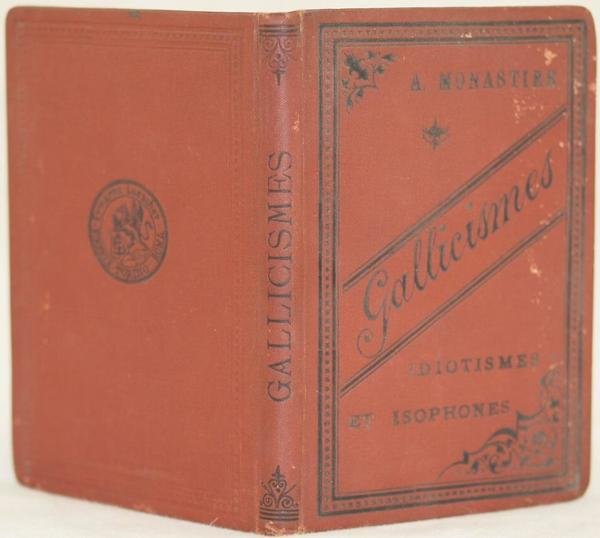 A. MONASTIER
Gallicismes
IDIOTISMES
ET ISOPHONES
GALLICISMES